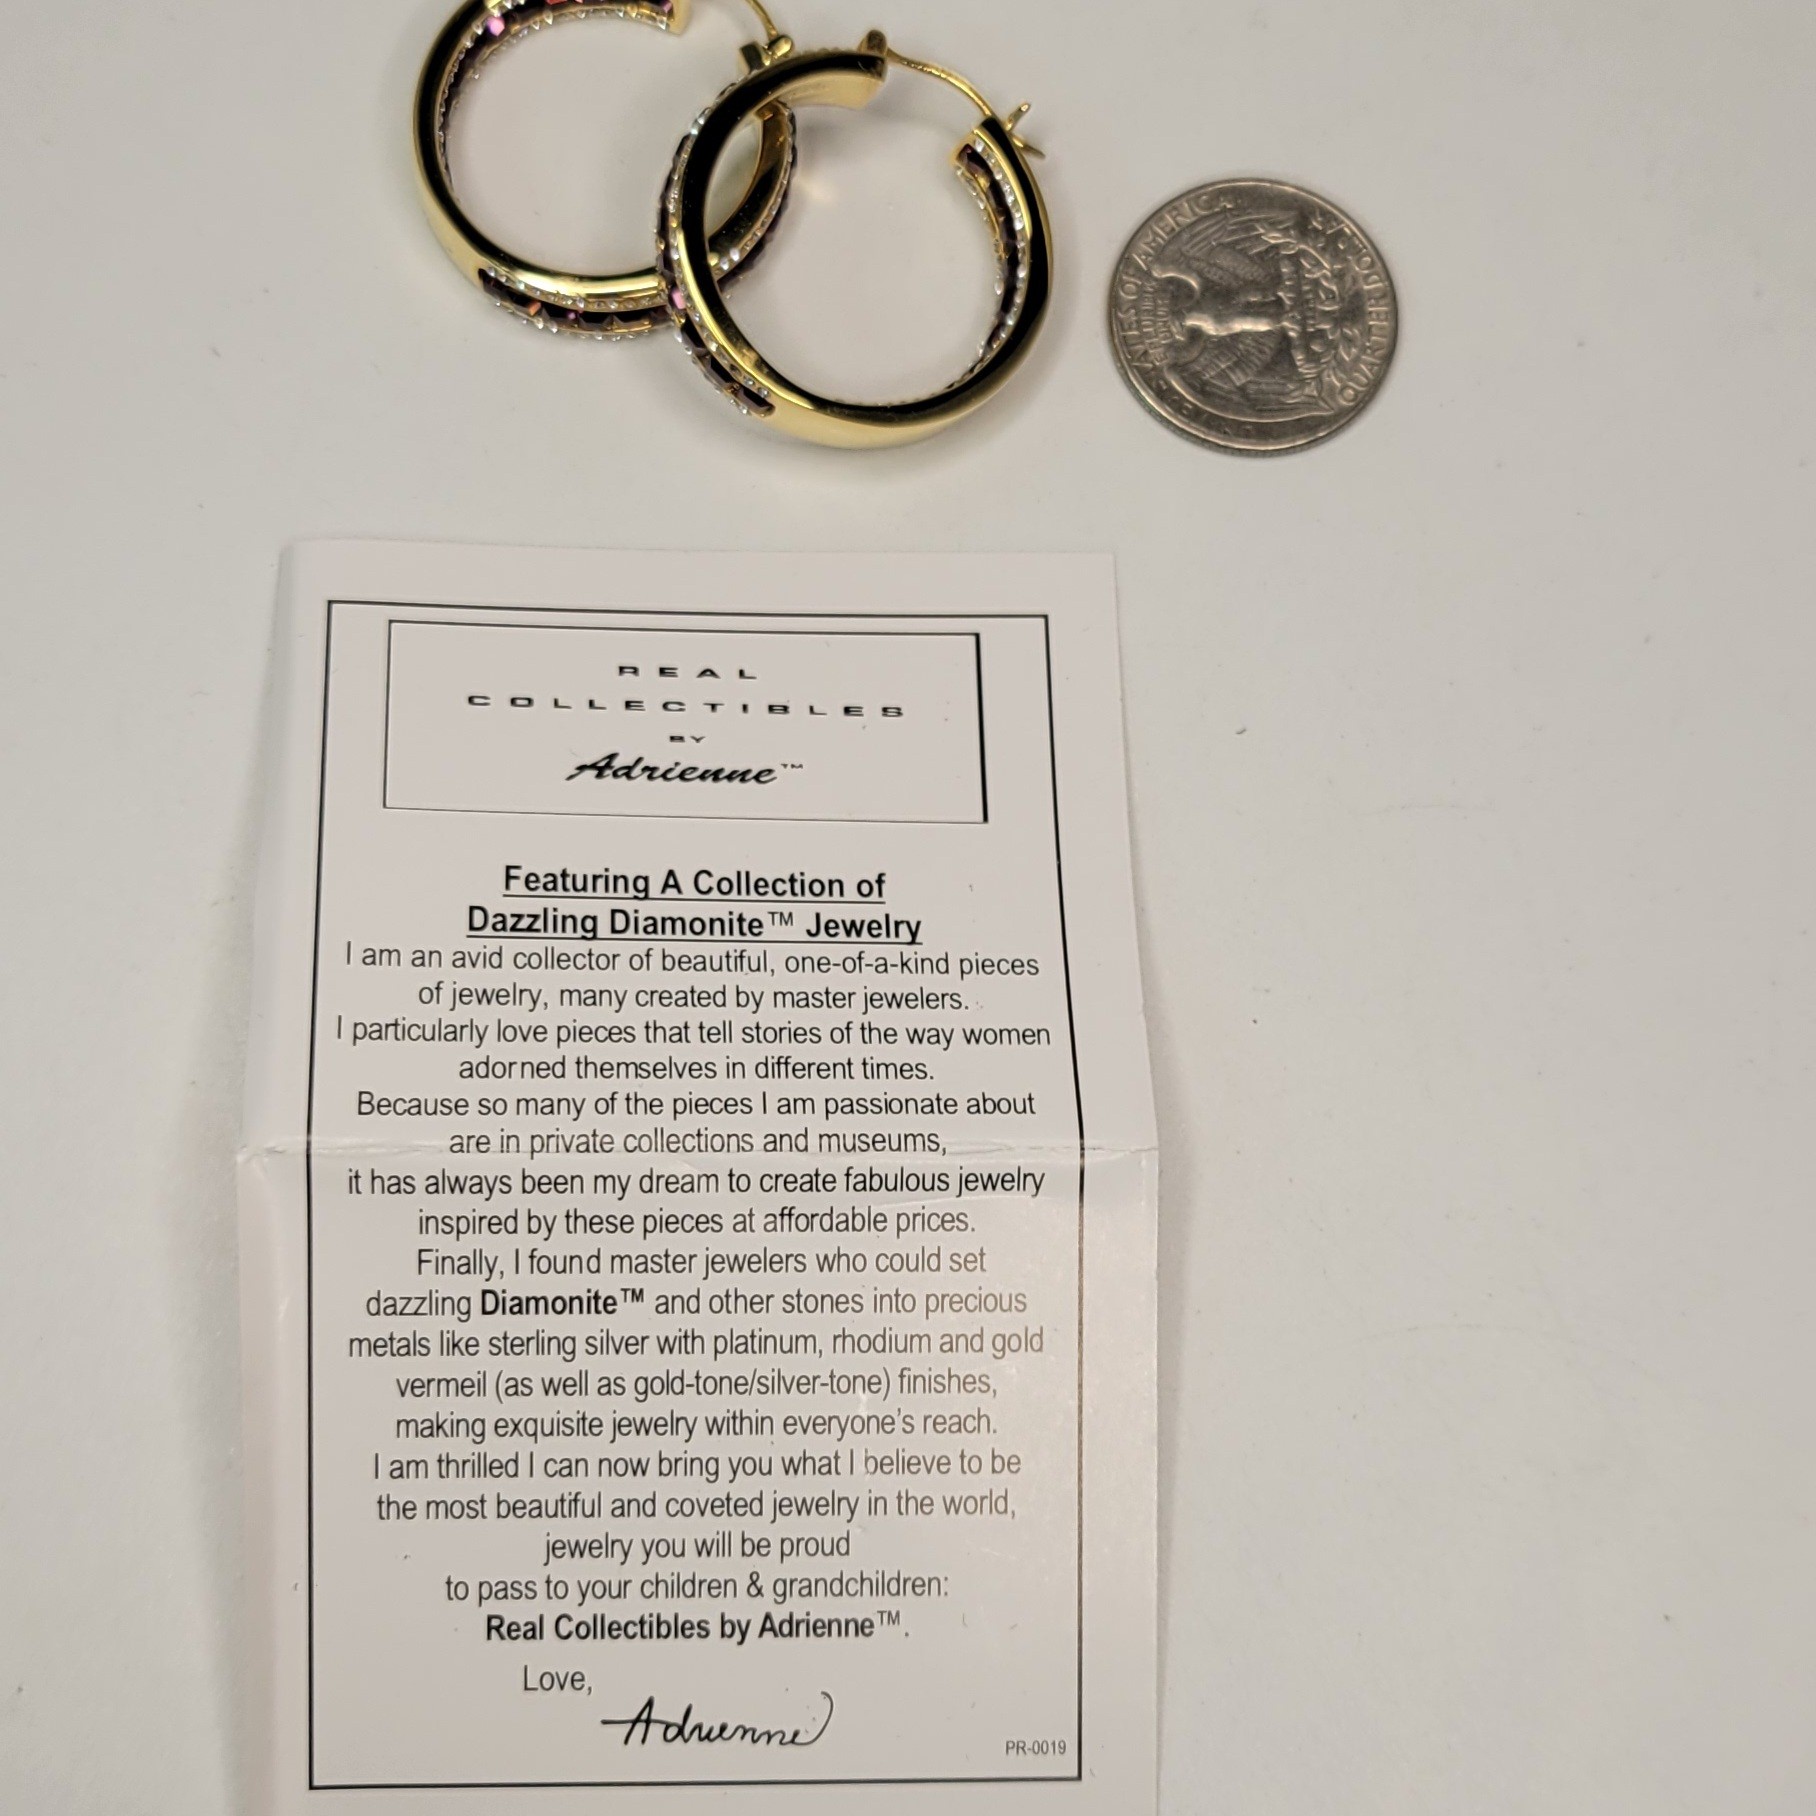 STATES OF AMERICA
QUARTER DOLLAR
REAL
COLLECTIBLES
BY
Adrienne™
Featuring A Collection of
Dazzling Diamonite™ Jewelry
I am an avid collector of beautiful, one-of-a-kind pieces
of jewelry, many created by master jewelers.
I particularly love pieces that tell stories of the way women
adorned themselves in different times.
Because so many of the pieces I am passionate about
are in private collections and museums,
it has always been my dream to create fabulous jewelry
inspired by these pieces at affordable prices.
Finally, I found master jewelers who could set
dazzling Diamonite™ and other stones into precious
metals like sterling silver with platinum, rhodium and gold
vermeil (as well as gold-tone/silver-tone) finishes,
making exquisite jewelry within everyone's reach.
I am thrilled I can now bring you what I believe to be
the most beautiful and coveted jewelry in the world,
jewelry you will be proud
to pass to your children & grandchildren:
Real Collectibles by Adrienne™.
Love,
Adrienne
PR-0019